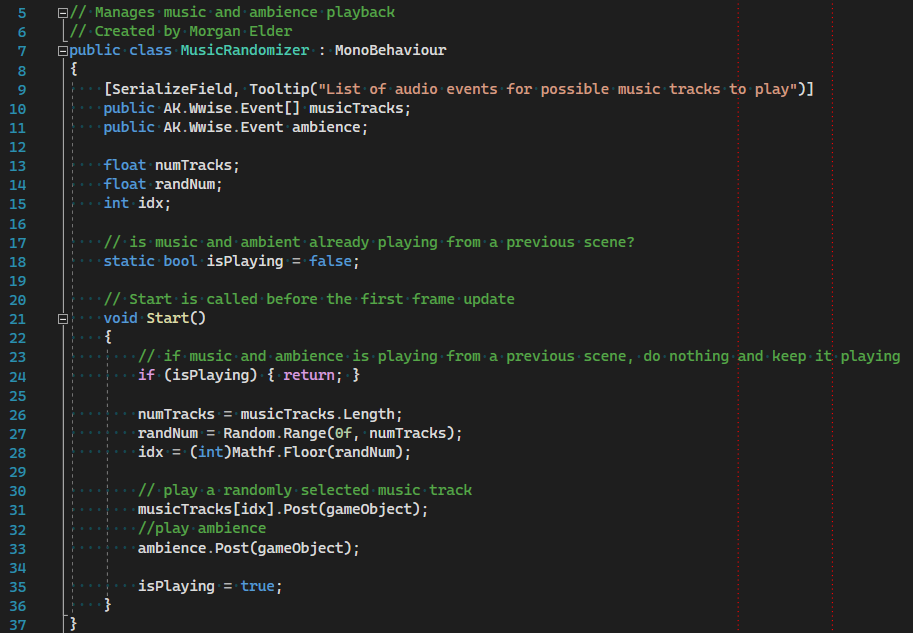 5 // Manages music and ambience playback
6 // Created by Morgan Elder
7 public class MusicRandomizer : MonoBehaviour
8 {
9     [SerializeField, Tooltip("List of audio events for possible music tracks to play")]
10     public AK.Wwise.Event[] musicTracks;
11     public AK.Wwise.Event ambience;
12
13     float numTracks;
14     float randNum;
15     int idx;
16
17     // is music and ambient already playing from a previous scene?
18     static bool isPlaying = false;
19
20     // Start is called before the first frame update
21     void Start()
22     {
23         // if music and ambience is playing from a previous scene, do nothing and keep it playing
24         if (isPlaying) { return; }
25
26         numTracks = musicTracks.Length;
27         randNum = Random.Range(0f, numTracks);
28         idx = (int)Mathf.Floor(randNum);
29
30         // play a randomly selected music track
31         musicTracks[idx].Post(gameObject);
32         //play ambience
33         ambience.Post(gameObject);
34
35         isPlaying = true;
36     }
37 }